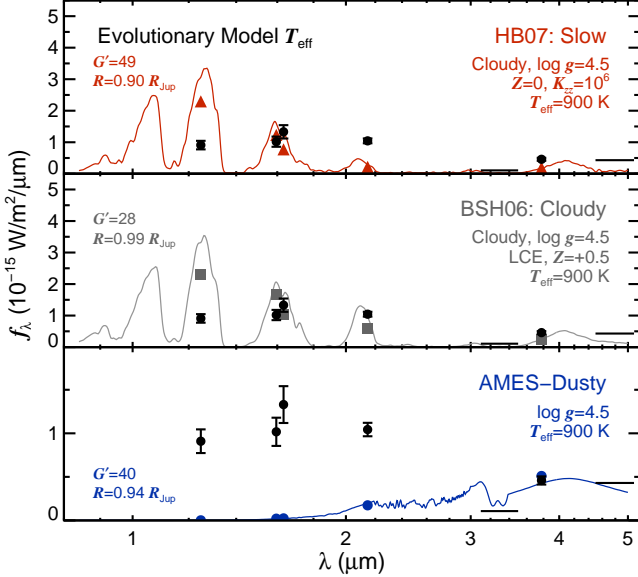 5
4
3
2
1
0
Evolutionary Model Teff
G′=49
R=0.90 RJup
HB07: Slow
Cloudy, log g=4.5
Z=0, Kzz=10^6
Teff=900 K
5
4
3
2
1
0
G′=28
R=0.99 RJup
BSH06: Cloudy
Cloudy, log g=4.5
LCE, Z=+0.5
Teff=900 K
fλ (10^-15 W/m^2/μm)
1
0
G′=40
R=0.94 RJup
AMES−Dusty
log g=4.5
Teff=900 K
1 2 3 4 5
λ (μm)